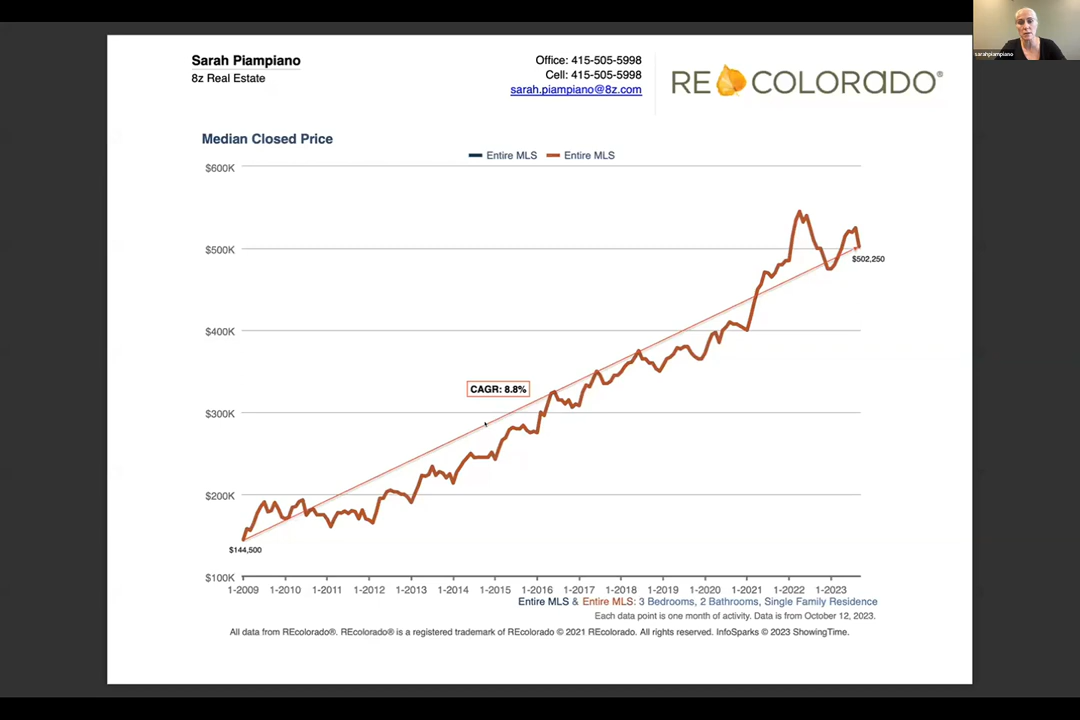 sarahpiampiano
Sarah Piampiano
8z Real Estate
Office: 415-505-5998
Cell: 415-505-5998
sarah.piampiano@8z.com
RE COLORADO®
Median Closed Price
Entire MLS Entire MLS
$600K
$500K
$502,250
$400K
CAGR: 8.8%
$300K
$200K
$144,500
$100K
1-2009 1-2010 1-2011 1-2012 1-2013 1-2014 1-2015 1-2016 1-2017 1-2018 1-2019 1-2020 1-2021 1-2022 1-2023
Entire MLS & Entire MLS: 3 Bedrooms, 2 Bathrooms, Single Family Residence
Each data point is one month of activity. Data is from October 12, 2023.
All data from REcolorado®. REcolorado® is a registered trademark of REcolorado © 2021 REcolorado. All rights reserved. InfoSparks © 2023 ShowingTime.